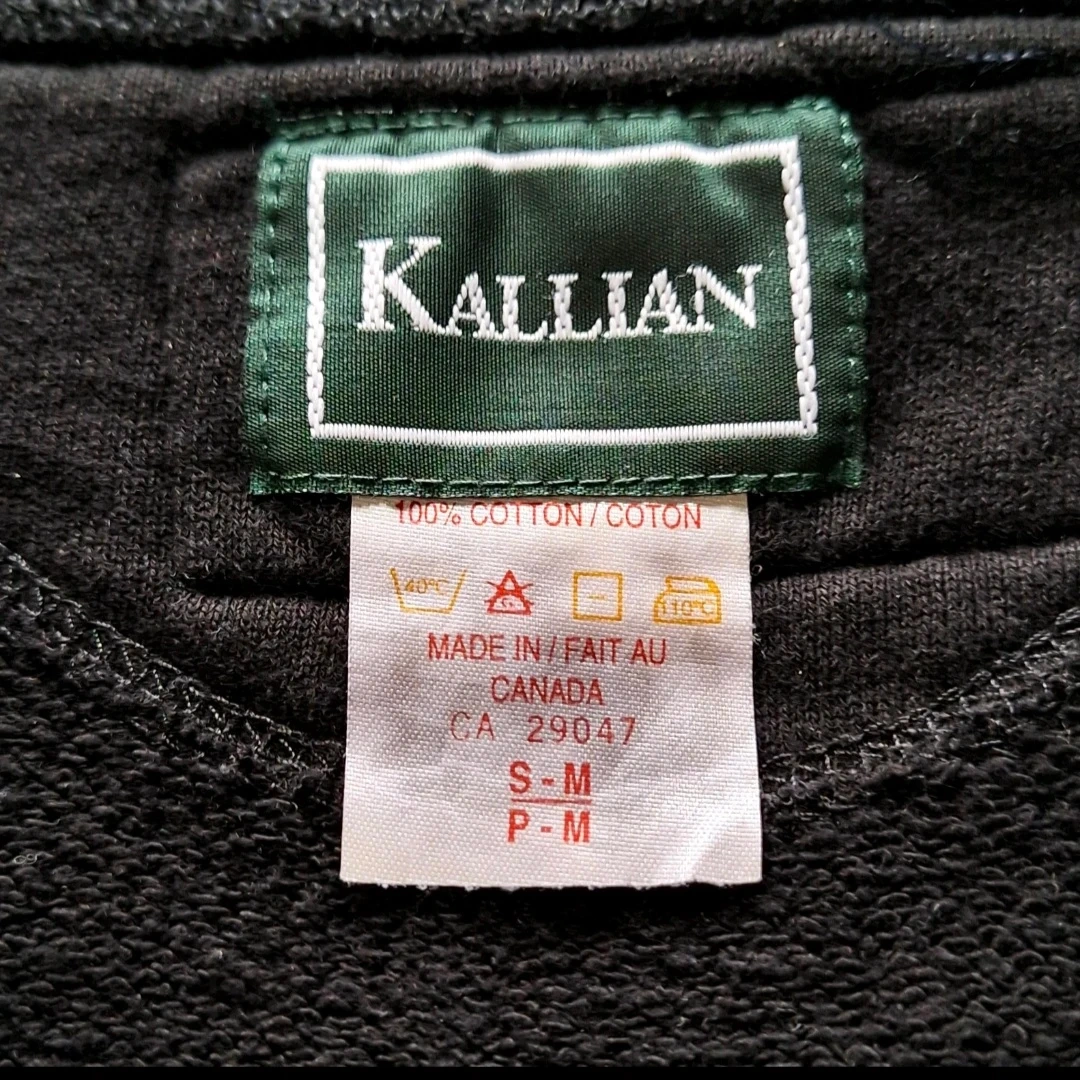 KALLIAN
100% COTTON / COTON
40°C 110°C
MADE IN / FAIT AU
CANADA
CA 29047
S - M
P - M